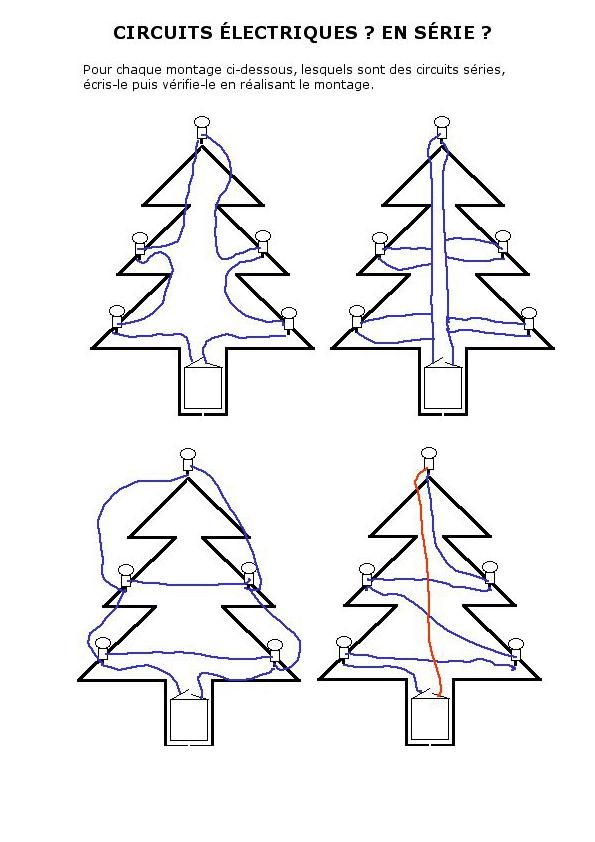 CIRCUITS ÉLECTRIQUES ? EN SÉRIE ?
Pour chaque montage ci-dessous, lesquels sont des circuits séries,
écris-le puis vérifie-le en réalisant le montage.